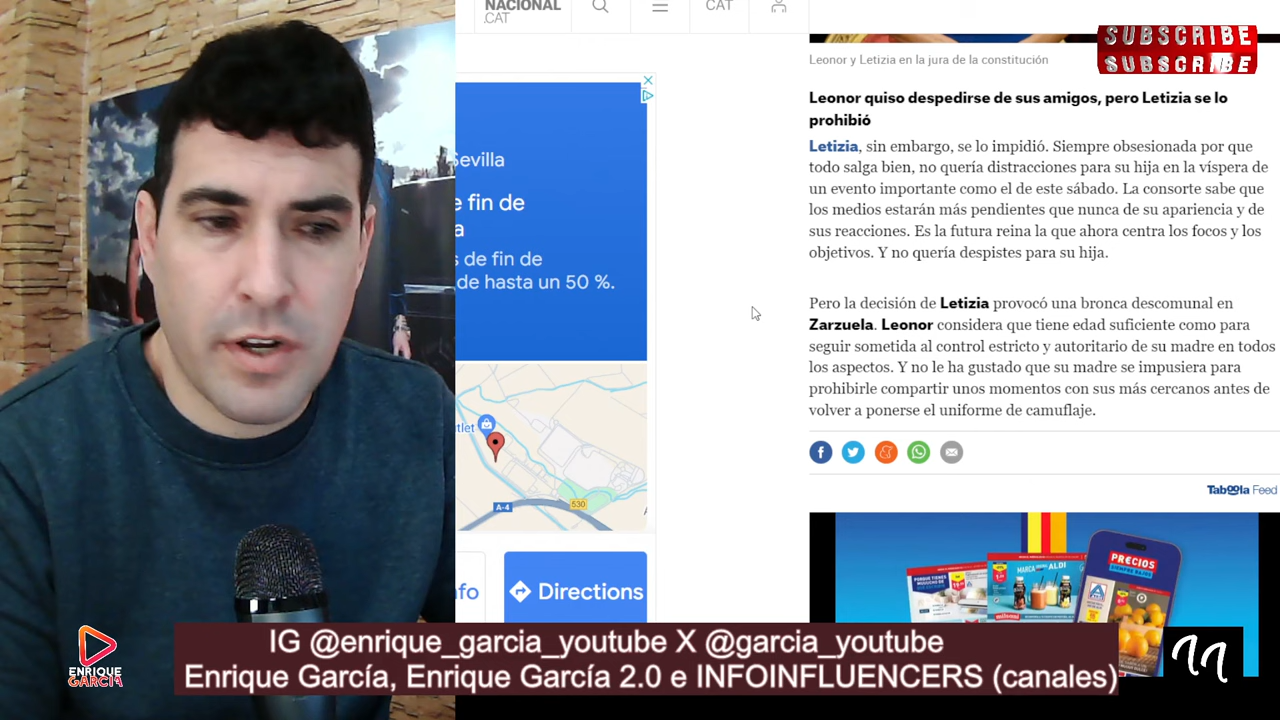 NACIONAL
.CAT
CAT
SUBSCRIBE
SUBSCRIBE
Leonor y Letizia en la jura de la constitución
Leonor quiso despedirse de sus amigos, pero Letizia se lo
prohibió
Letizia, sin embargo, se lo impidió. Siempre obsesionada por que
todo salga bien, no quería distracciones para su hija en la víspera
de un evento importante como el de este sábado. La consorte sabe que
los medios estarán más pendientes que nunca de su apariencia y de
sus reacciones. Es la futura reina la que ahora centra los focos y los
objetivos. Y no quería despistes para su hija.
Pero la decisión de Letizia provocó una bronca descomunal en
Zarzuela. Leonor considera que tiene edad suficiente como para
seguir sometida al control estricto y autoritario de su madre en todos
los aspectos. Y no le ha gustado que su madre se impusiera para
prohibirle compartir unos momentos con sus más cercanos antes de
volver a ponerse el uniforme de camuflaje.
Taboola Feed
Sevilla
e fin de
a
s de fin de
de hasta un 50 %.
tlet
A-4
530
fo
Directions
MARCA ALDI
PRECIOS
IG @enrique_garcia_youtube X @garcia_youtube
Enrique García, Enrique García 2.0 e INFOINFLUENCERS (canales)
ENRIQUE
GARCÍA